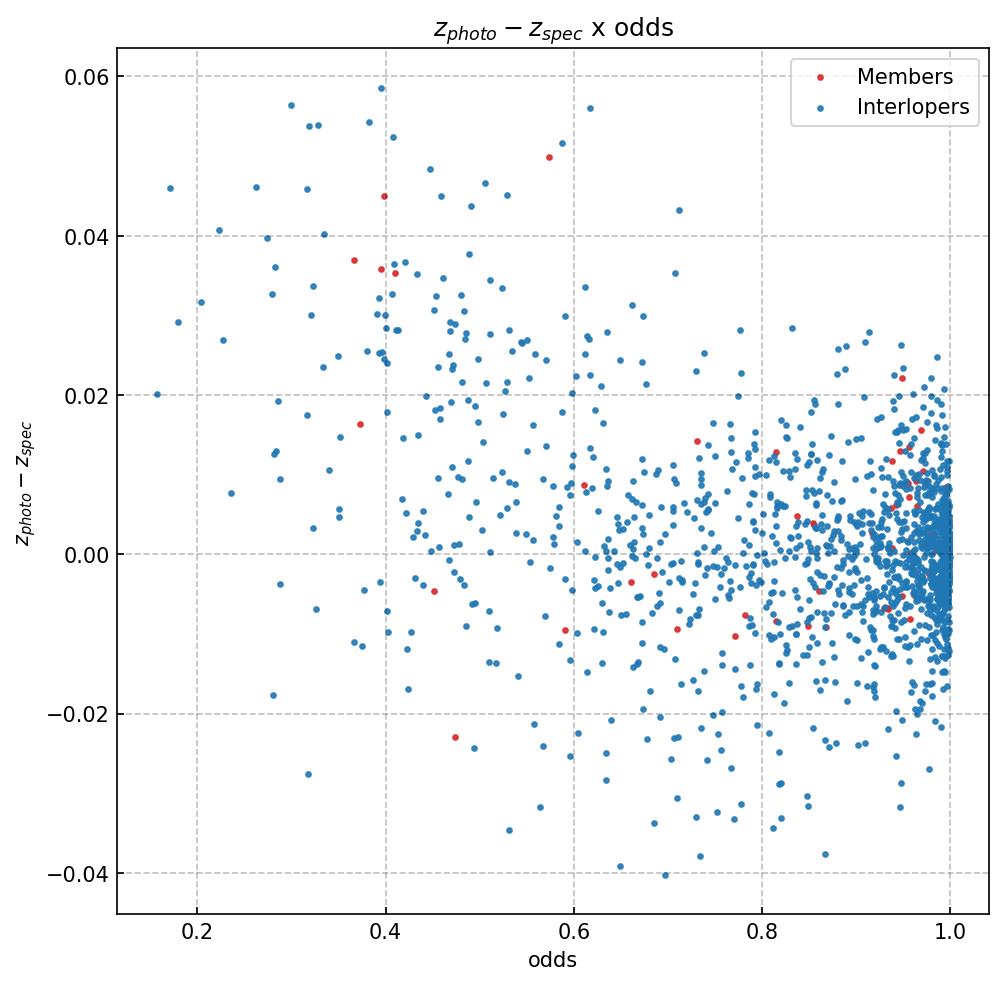 z_photo − z_spec x odds
Members
Interlopers
z_photo − z_spec
0.06
0.04
0.02
0.00
−0.02
−0.04
0.2
0.4
0.6
0.8
1.0
odds